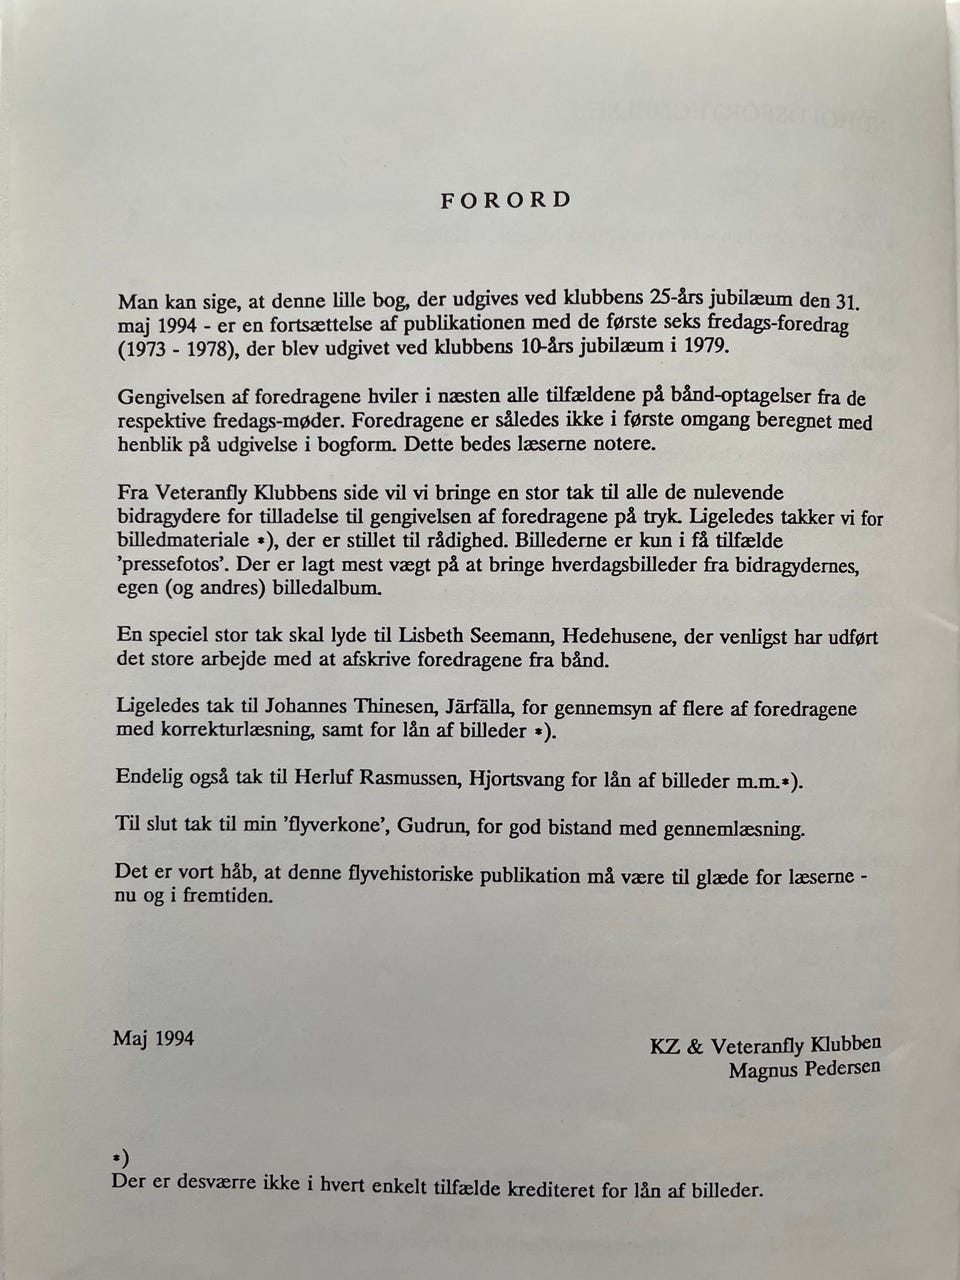 FORORD
Man kan sige, at denne lille bog, der udgives ved klubbens 25-års jubilæum den 31.
maj 1994 - er en fortsættelse af publikationen med de første seks fredags-foredrag
(1973 - 1978), der blev udgivet ved klubbens 10-års jubilæum i 1979.
Gengivelsen af foredragene hviler i næsten alle tilfældene på bånd-optagelser fra de
respektive fredags-møder. Foredragene er således ikke i første omgang beregnet med
henblik på udgivelse i bogform. Dette bedes læserne notere.
Fra Veteranfly Klubbens side vil vi bringe en stor tak til alle de nulevende
bidragydere for tilladelse til gengivelsen af foredragene på tryk. Ligeledes takker vi for
billedmateriale *), der er stillet til rådighed. Billederne er kun i få tilfælde
'pressefotos'. Der er lagt mest vægt på at bringe hverdagsbilleder fra bidragydernes,
egen (og andres) billedalbum.
En speciel stor tak skal lyde til Lisbeth Seemann, Hedehusene, der venligst har udført
det store arbejde med at afskrive foredragene fra bånd.
Ligeledes tak til Johannes Thinesen, Järfälla, for gennemsyn af flere af foredragene
med korrekturlæsning, samt for lån af billeder *).
Endelig også tak til Herluf Rasmussen, Hjortsvang for lån af billeder m.m.*).
Til slut tak til min 'flyverkone', Gudrun, for god bistand med gennemlæsning.
Det er vort håb, at denne flyvehistoriske publikation må være til glæde for læserne -
nu og i fremtiden.
Maj 1994
KZ & Veteranfly Klubben
Magnus Pedersen
*)
Der er desværre ikke i hvert enkelt tilfælde krediteret for lån af billeder.